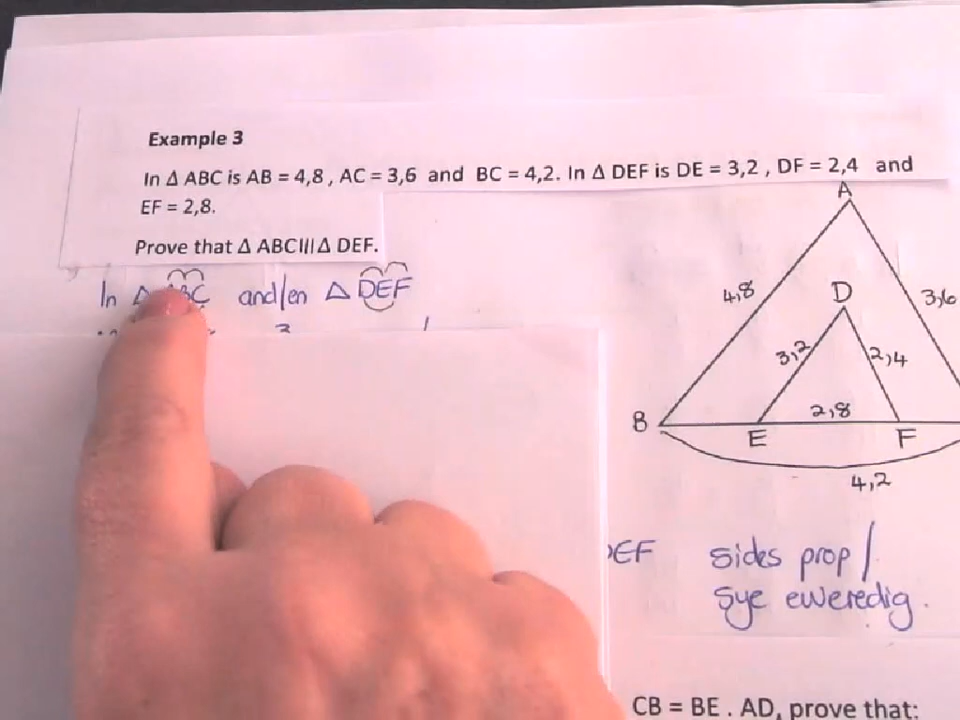 Example 3
In Δ ABC is AB = 4,8 , AC = 3,6 and BC = 4,2. In Δ DEF is DE = 3,2 , DF = 2,4 and
EF = 2,8.
Prove that Δ ABC///Δ DEF.
In Δ ABC and/en Δ DEF
A
4,8
D
3,6
3,2
2,4
2,8
B
E
F
4,2
DEF sides prop /
sye eweredig.
CB = BE . AD, prove that: